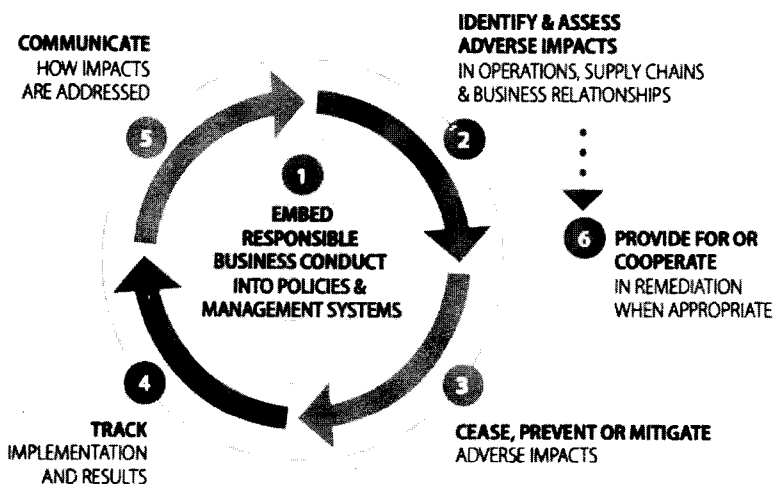 1
EMBED
RESPONSIBLE
BUSINESS CONDUCT
INTO POLICIES &
MANAGEMENT SYSTEMS
IDENTIFY & ASSESS
ADVERSE IMPACTS
IN OPERATIONS, SUPPLY CHAINS
& BUSINESS RELATIONSHIPS
2
3
CEASE, PREVENT OR MITIGATE
ADVERSE IMPACTS
4
TRACK
IMPLEMENTATION
AND RESULTS
COMMUNICATE
HOW IMPACTS
ARE ADDRESSED
5
6
PROVIDE FOR OR
COOPERATE
IN REMEDIATION
WHEN APPROPRIATE